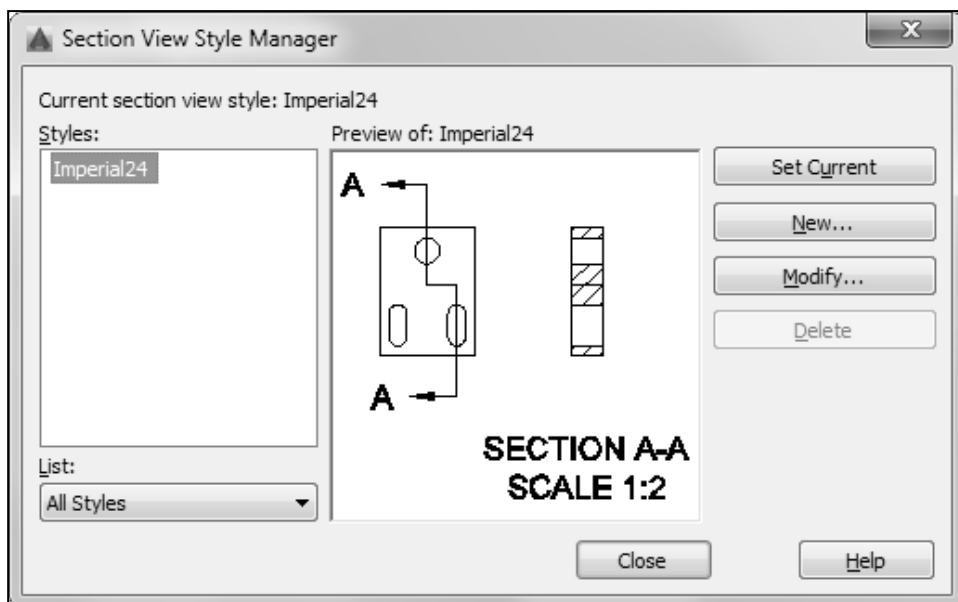 Section View Style Manager
Current section view style: Imperial24
Styles:
Preview of: Imperial24
Imperial24
A
A
SECTION A-A
SCALE 1:2
Set Current
New...
Modify...
Delete
List:
All Styles
Close
Help